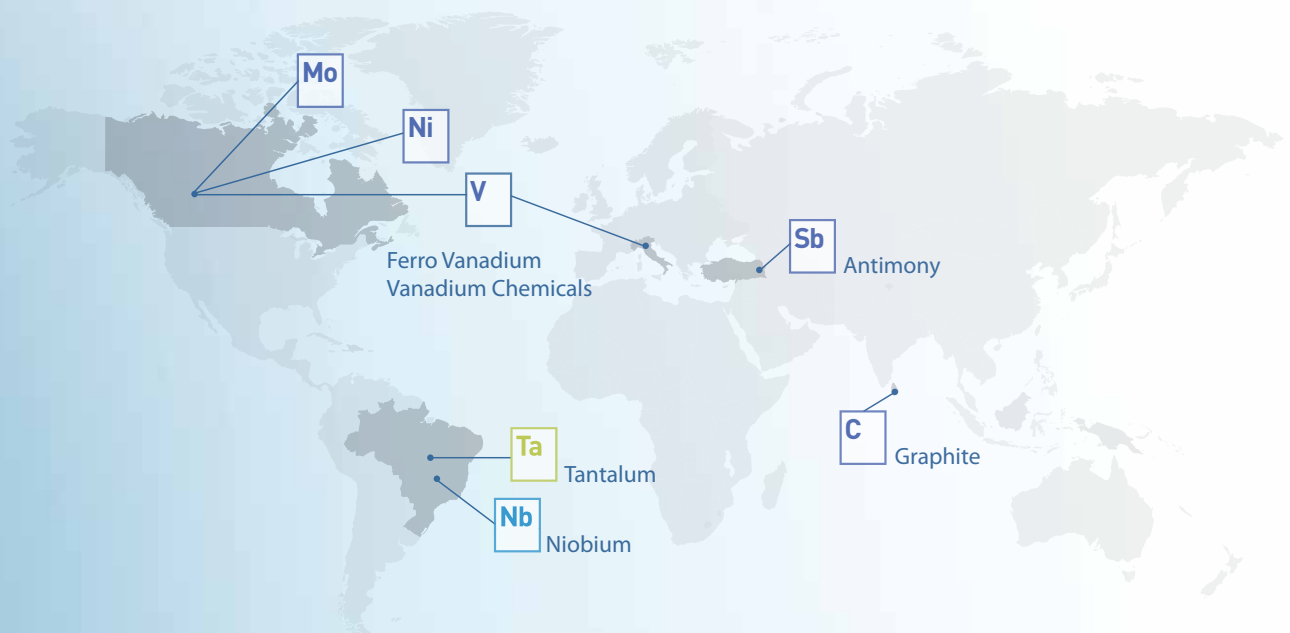 Mo
Ni
V
Ferro Vanadium
Vanadium Chemicals
Sb
Antimony
C
Graphite
Ta
Tantalum
Nb
Niobium